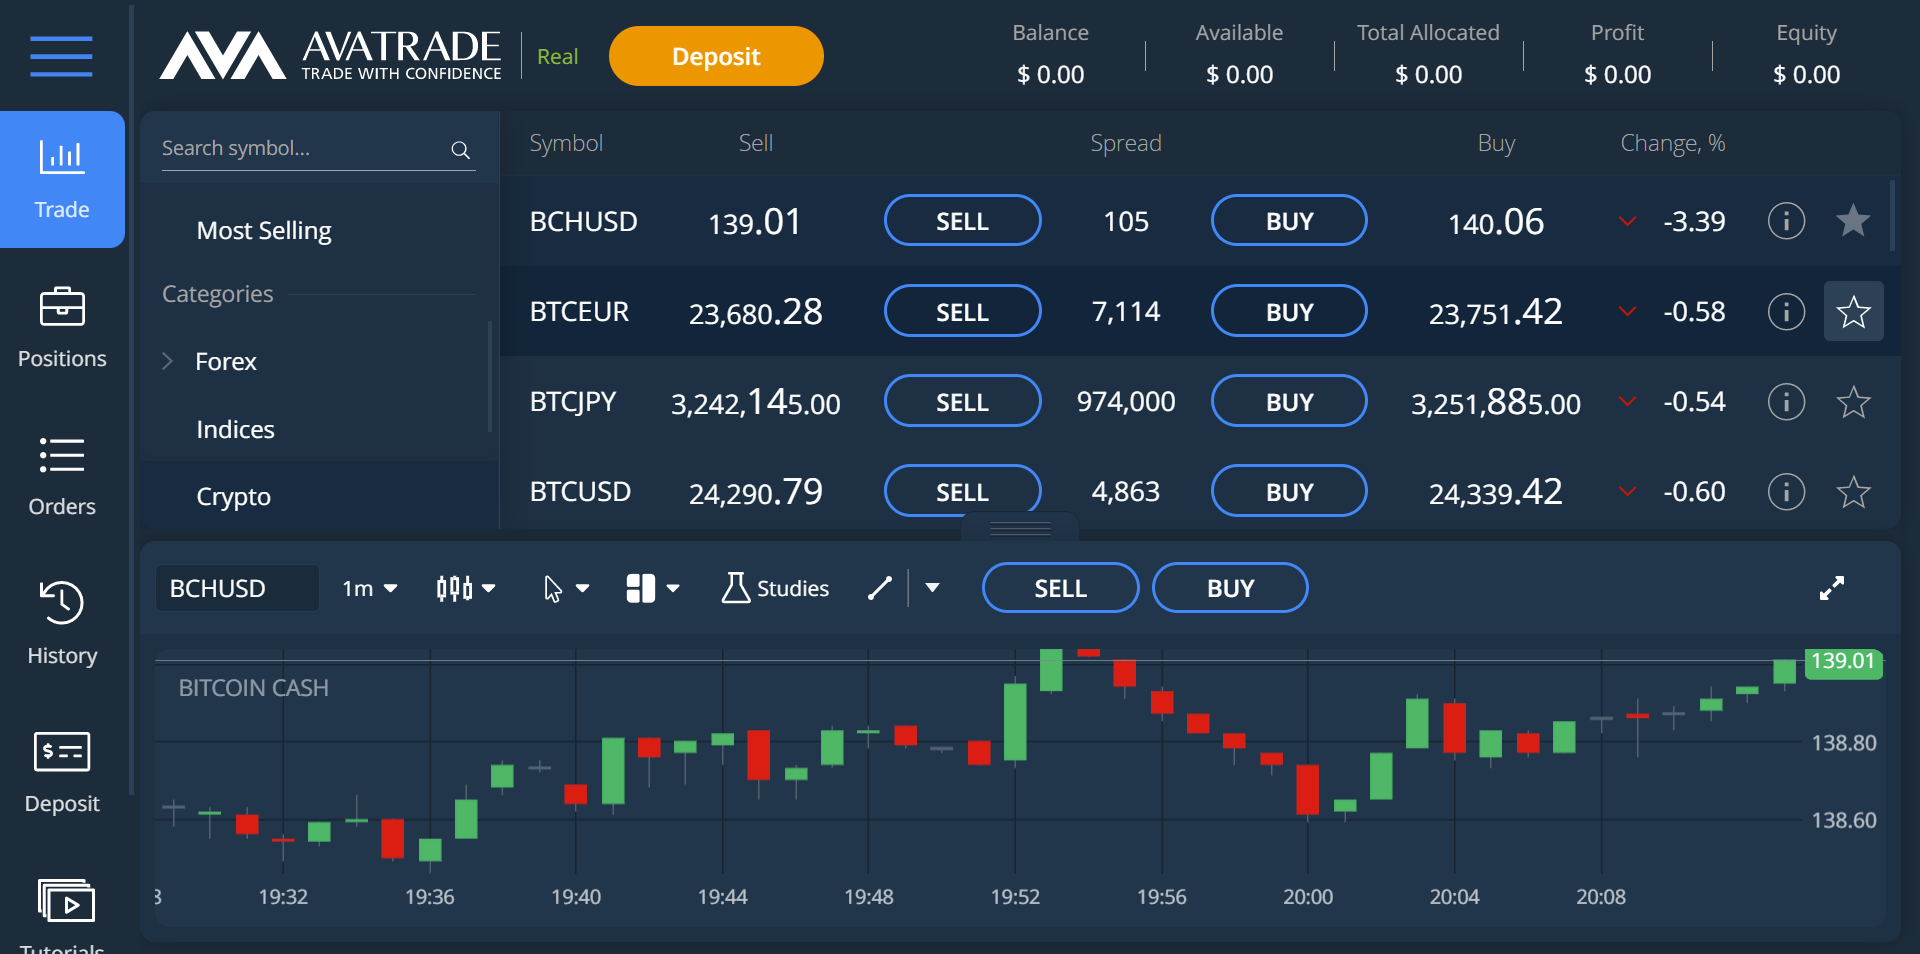 AVA AVATRADE
TRADE WITH CONFIDENCE
Real
Deposit
Balance
$ 0.00
Available
$ 0.00
Total Allocated
$ 0.00
Profit
$ 0.00
Equity
$ 0.00
Trade
Positions
Orders
History
$
Deposit
Tutorials
Search symbol...
Most Selling
Categories
Forex
Indices
Crypto
Symbol Sell Spread Buy Change, %
BCHUSD 139.01 SELL 105 BUY 140.06 -3.39 i
BTCEUR 23,680.28 SELL 7,114 BUY 23,751.42 -0.58 i
BTCJPY 3,242,145.00 SELL 974,000 BUY 3,251,885.00 -0.54 i
BTCUSD 24,290.79 SELL 4,863 BUY 24,339.42 -0.60 i
BCHUSD 1m Studies SELL BUY
BITCOIN CASH
139.01
138.80
138.60
19:32 19:36 19:40 19:44 19:48 19:52 19:56 20:00 20:04 20:08